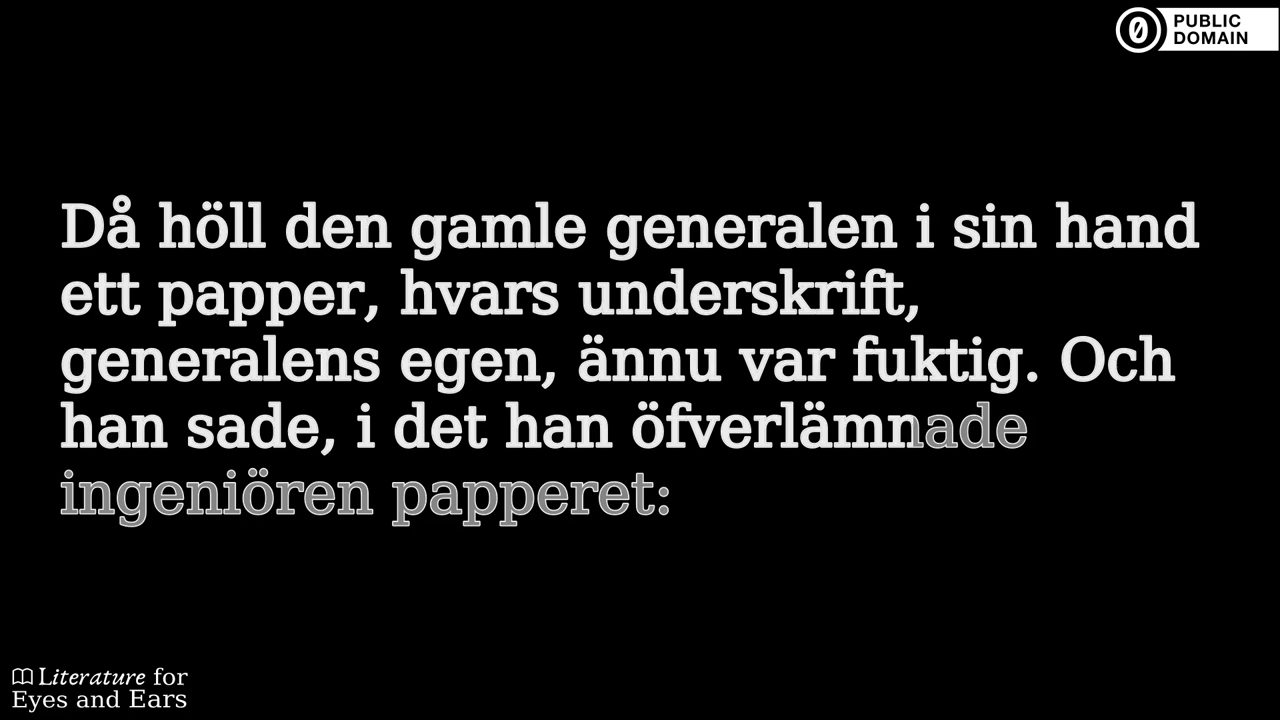 PUBLIC
DOMAIN
Då höll den gamle generalen i sin hand
ett papper, hvars underskrift,
generalens egen, ännu var fuktig. Och
han sade, i det han öfverlämnade
ingeniören papperet:
Literature for
Eyes and Ears